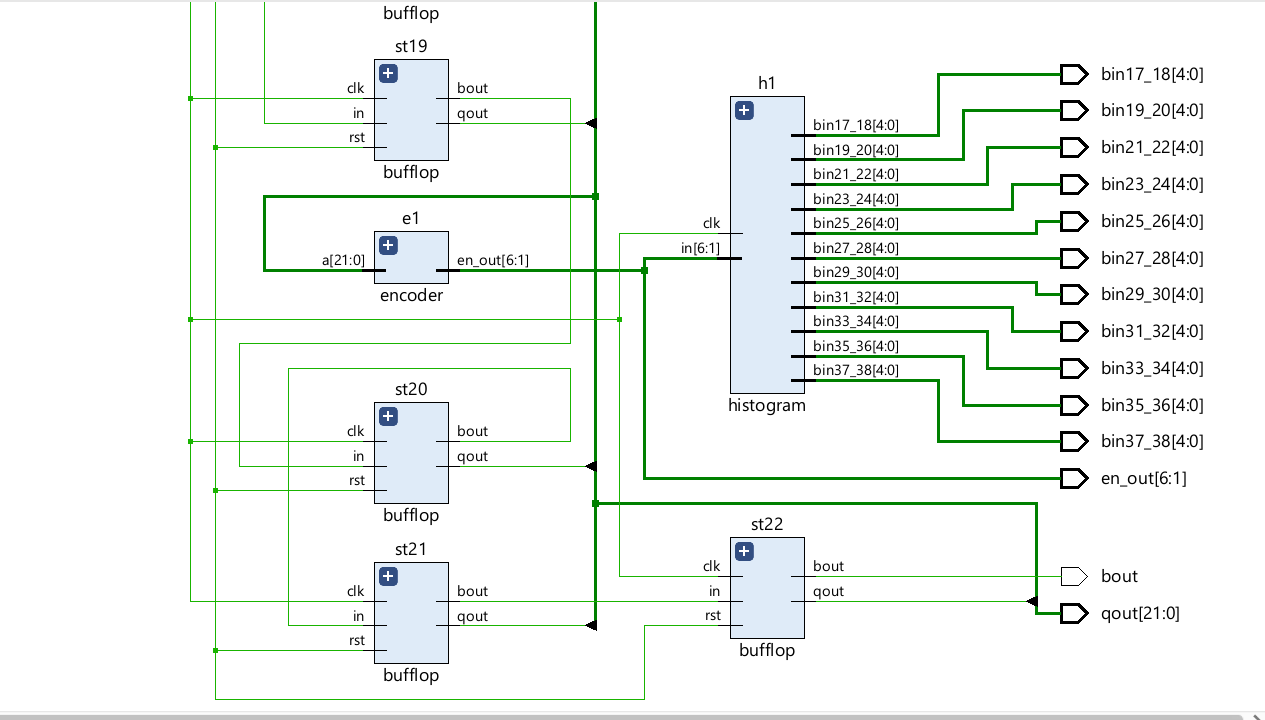 bufflop
st19
clk
in
rst
bout
qout
bufflop
e1
a[21:0]
en_out[6:1]
encoder
st20
clk
in
rst
bout
qout
bufflop
st21
clk
in
rst
bout
qout
bufflop
h1
clk
in[6:1]
bin17_18[4:0]
bin19_20[4:0]
bin21_22[4:0]
bin23_24[4:0]
bin25_26[4:0]
bin27_28[4:0]
bin29_30[4:0]
bin31_32[4:0]
bin33_34[4:0]
bin35_36[4:0]
bin37_38[4:0]
histogram
st22
clk
in
rst
bout
qout
bufflop
bin17_18[4:0]
bin19_20[4:0]
bin21_22[4:0]
bin23_24[4:0]
bin25_26[4:0]
bin27_28[4:0]
bin29_30[4:0]
bin31_32[4:0]
bin33_34[4:0]
bin35_36[4:0]
bin37_38[4:0]
en_out[6:1]
bout
qout[21:0]